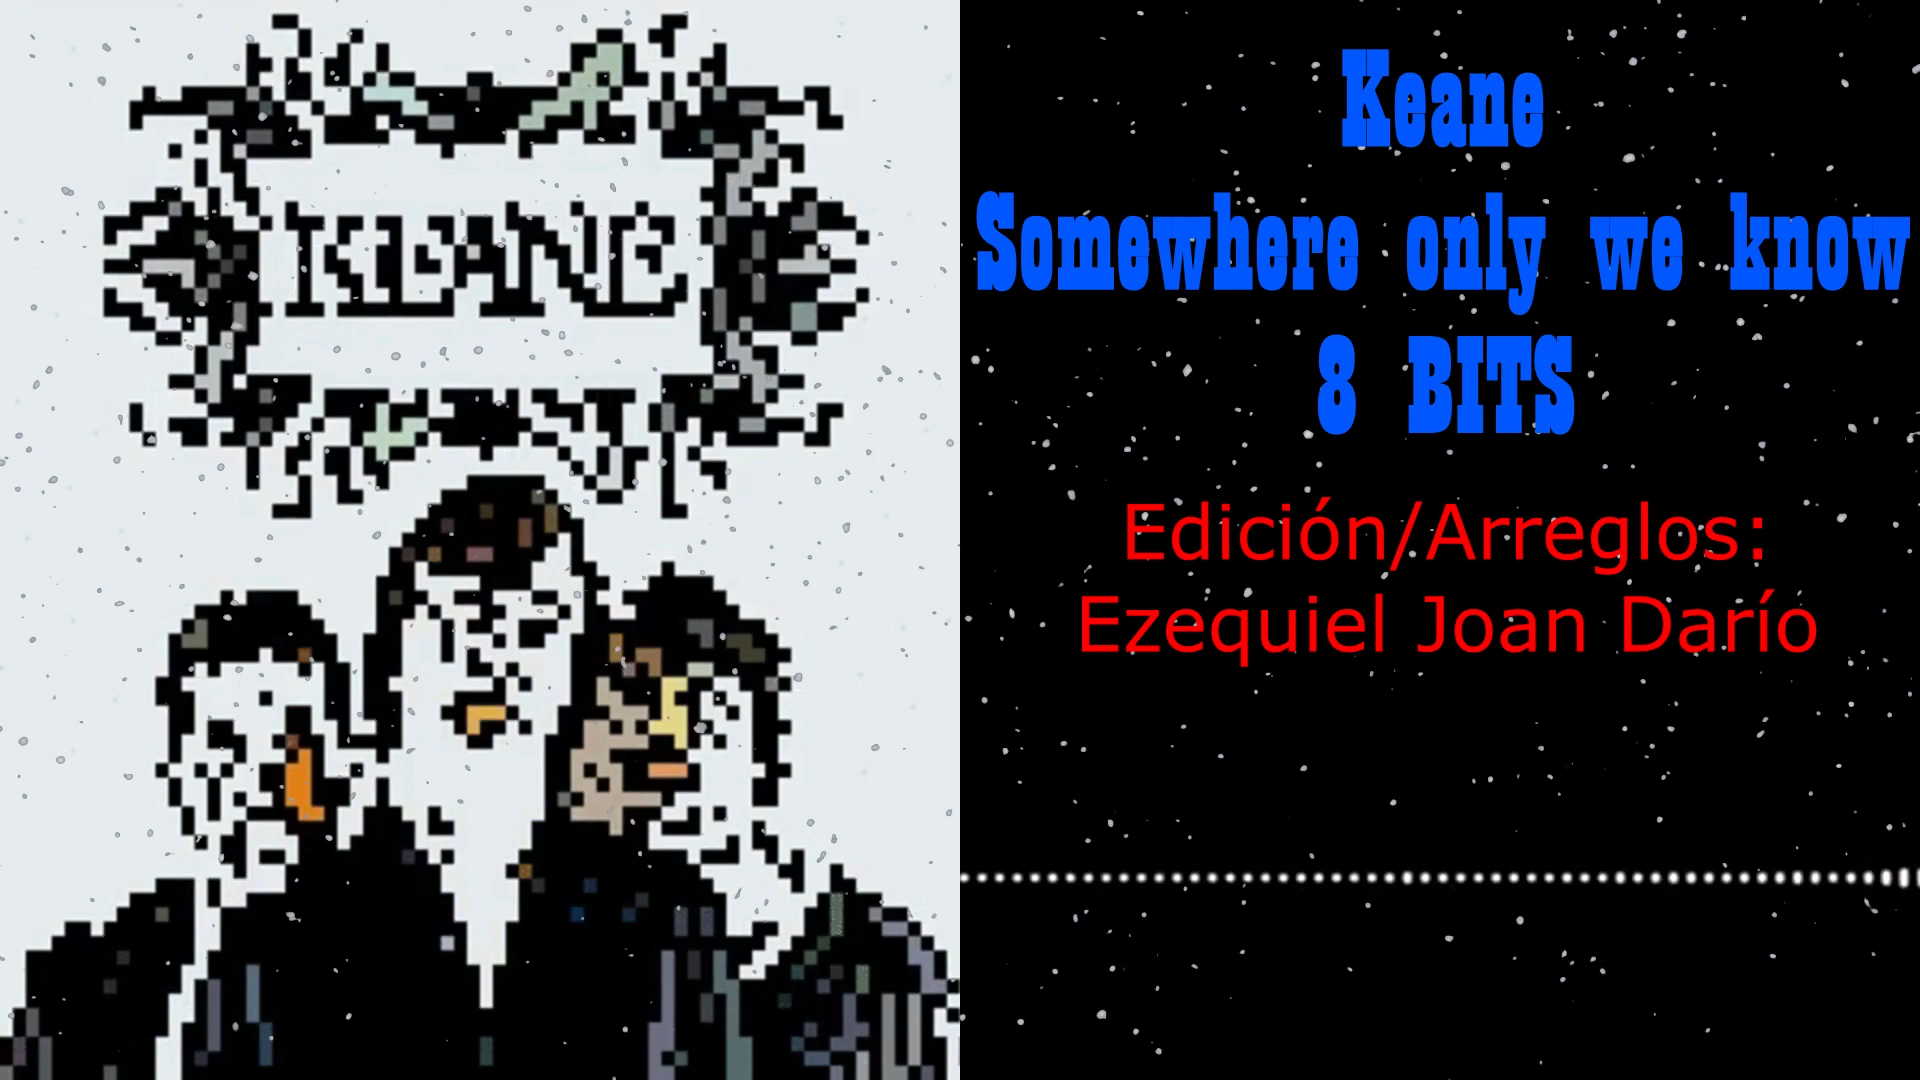 KEANE
Keane
Somewhere only we know
8 BITS
Edición/Arreglos:
Ezequiel Joan Darío